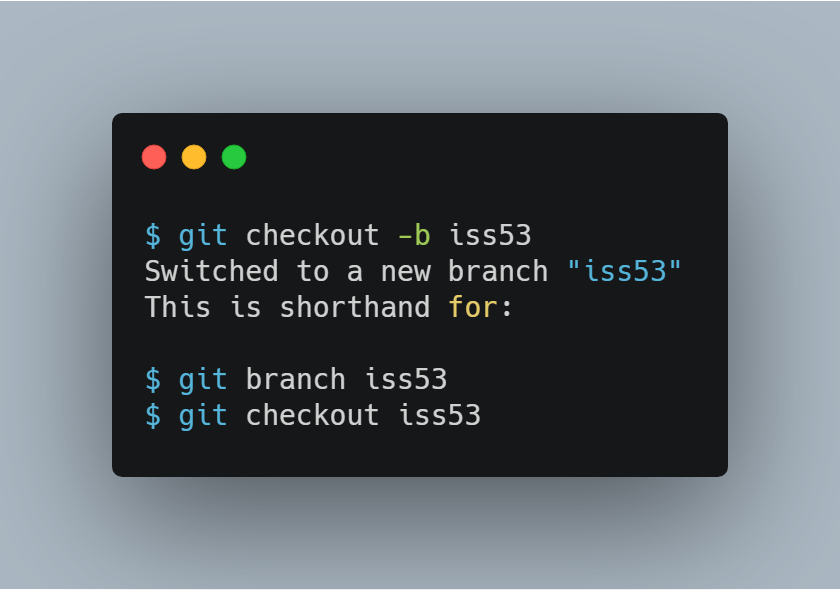 $ git checkout -b iss53
Switched to a new branch "iss53"
This is shorthand for:
$ git branch iss53
$ git checkout iss53